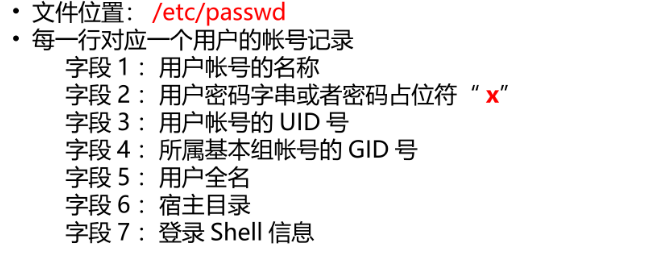 • 文件位置： /etc/passwd
• 每一行对应一个用户的帐号记录
字段 1 ：用户帐号的名称
字段 2 ：用户密码字串或者密码占位符“ x”
字段 3 ：用户帐号的 UID 号
字段 4 ：所属基本组帐号的 GID 号
字段 5 ：用户全名
字段 6 ：宿主目录
字段 7 ：登录 Shell 信息